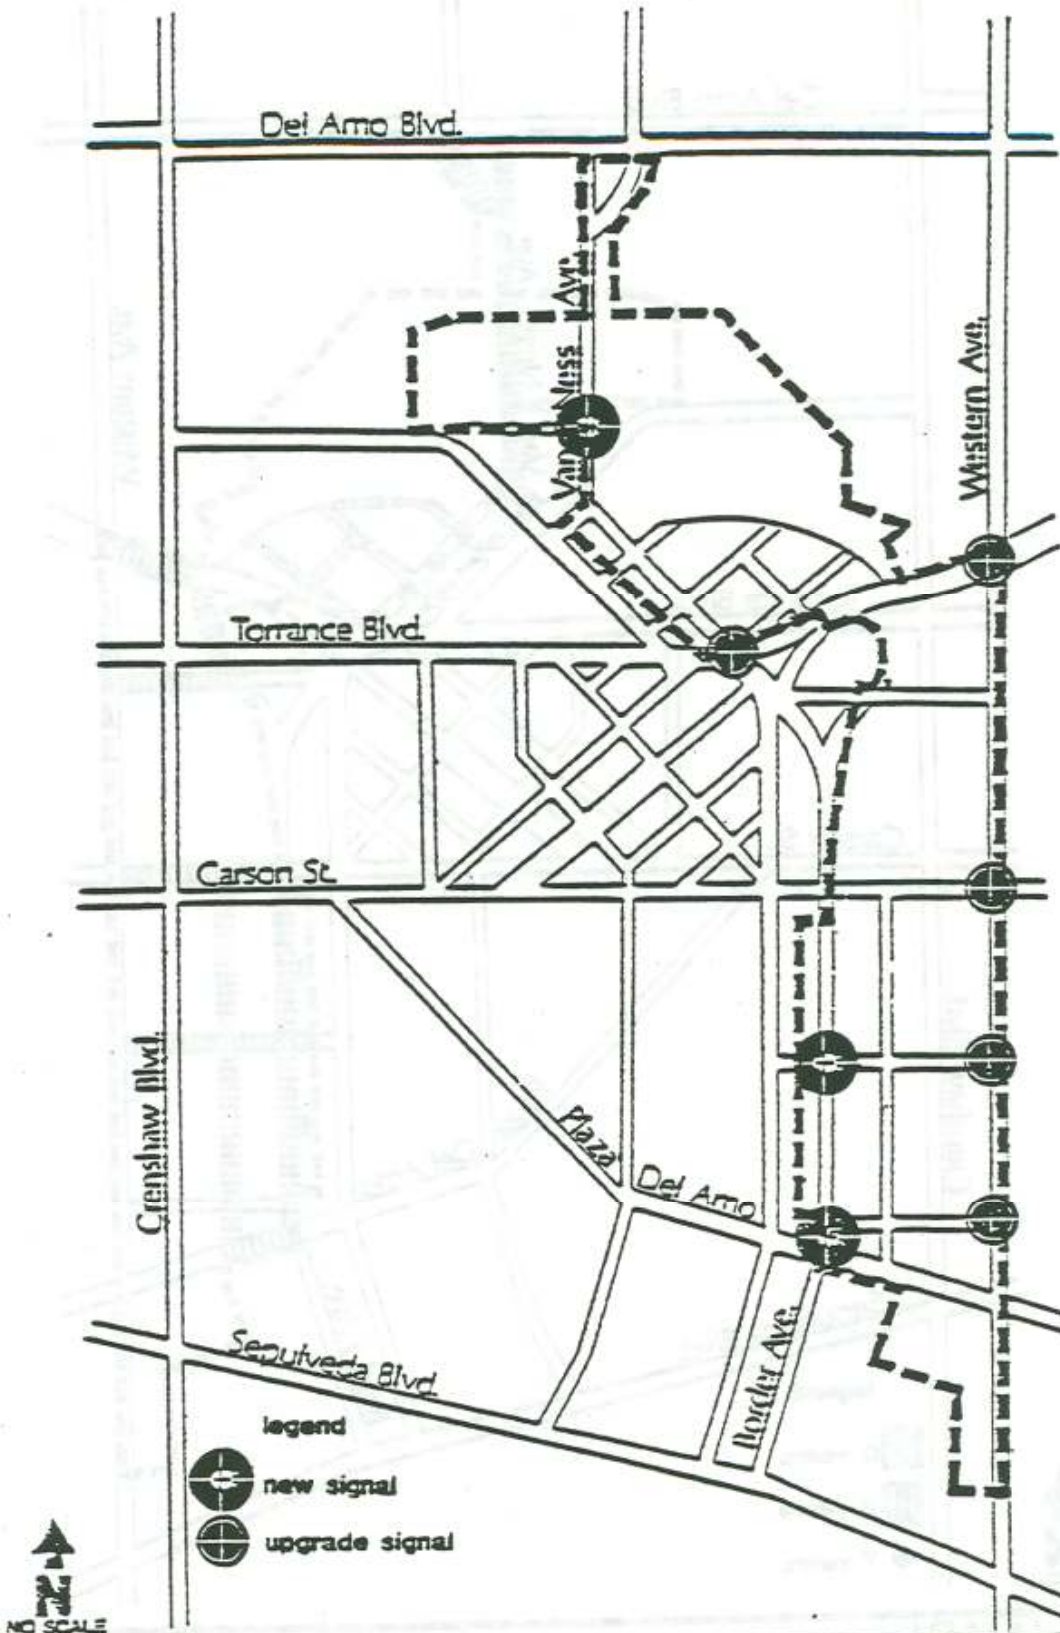 Del Amo Blvd.
Van Ness Ave.
Western Ave.
Torrance Blvd.
Carson St.
Crenshaw Blvd.
Plaza Del Amo
Border Ave.
Sepulveda Blvd.
legend
new signal
upgrade signal
NO SCALE